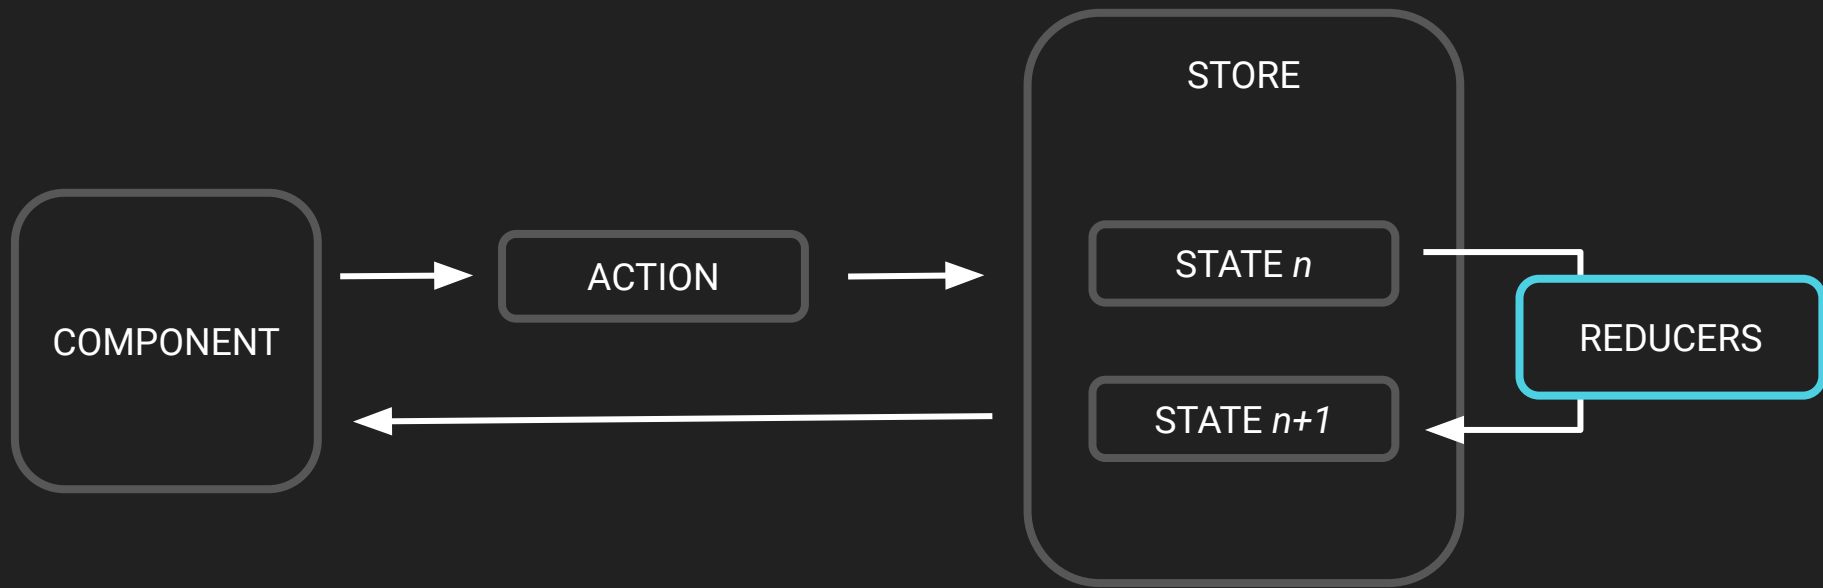 STORE
COMPONENT
ACTION
STATE n
STATE n+1
REDUCERS